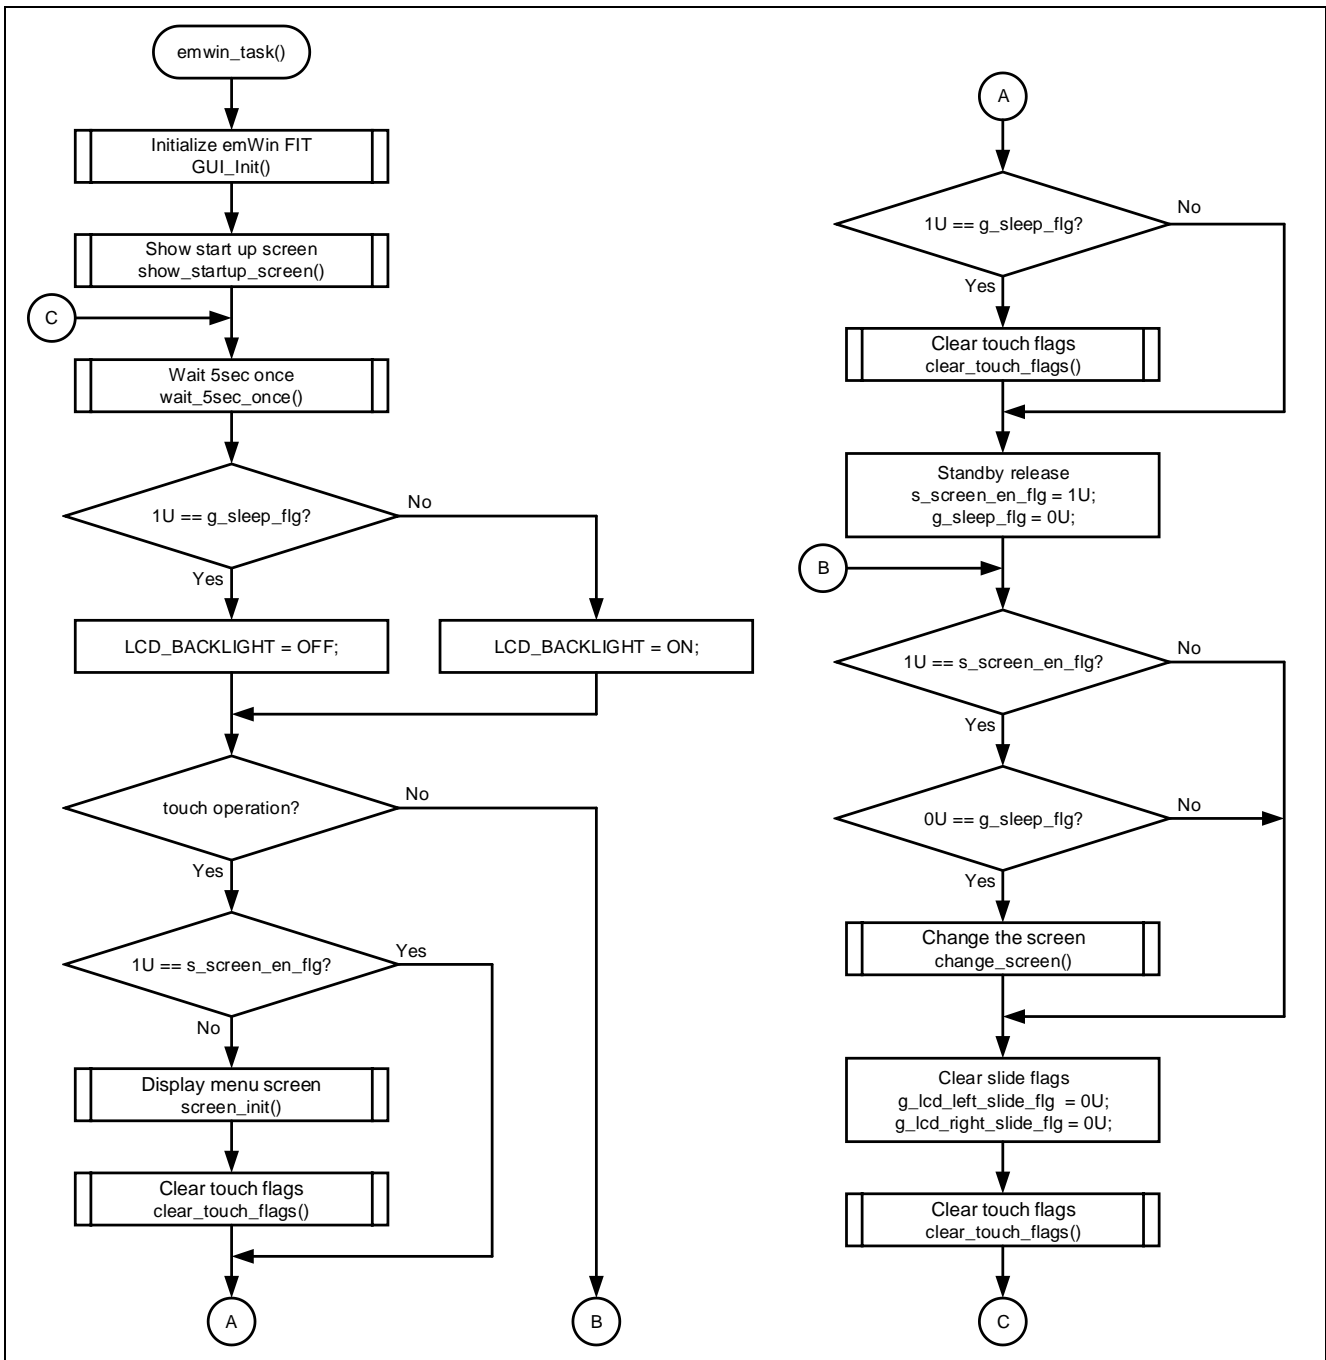 emwin_task()
Initialize emWin FIT
GUI_Init()
Show start up screen
show_startup_screen()
C
Wait 5sec once
wait_5sec_once()
1U == g_sleep_flg?
No
Yes
LCD_BACKLIGHT = OFF;
LCD_BACKLIGHT = ON;
touch operation?
No
Yes
1U == s_screen_en_flg?
Yes
No
Display menu screen
screen_init()
Clear touch flags
clear_touch_flags()
A
B
A
1U == g_sleep_flg?
No
Yes
Clear touch flags
clear_touch_flags()
Standby release
s_screen_en_flg = 1U;
g_sleep_flg = 0U;
B
1U == s_screen_en_flg?
No
Yes
0U == g_sleep_flg?
No
Yes
Change the screen
change_screen()
Clear slide flags
g_lcd_left_slide_flg  = 0U;
g_lcd_right_slide_flg = 0U;
Clear touch flags
clear_touch_flags()
C